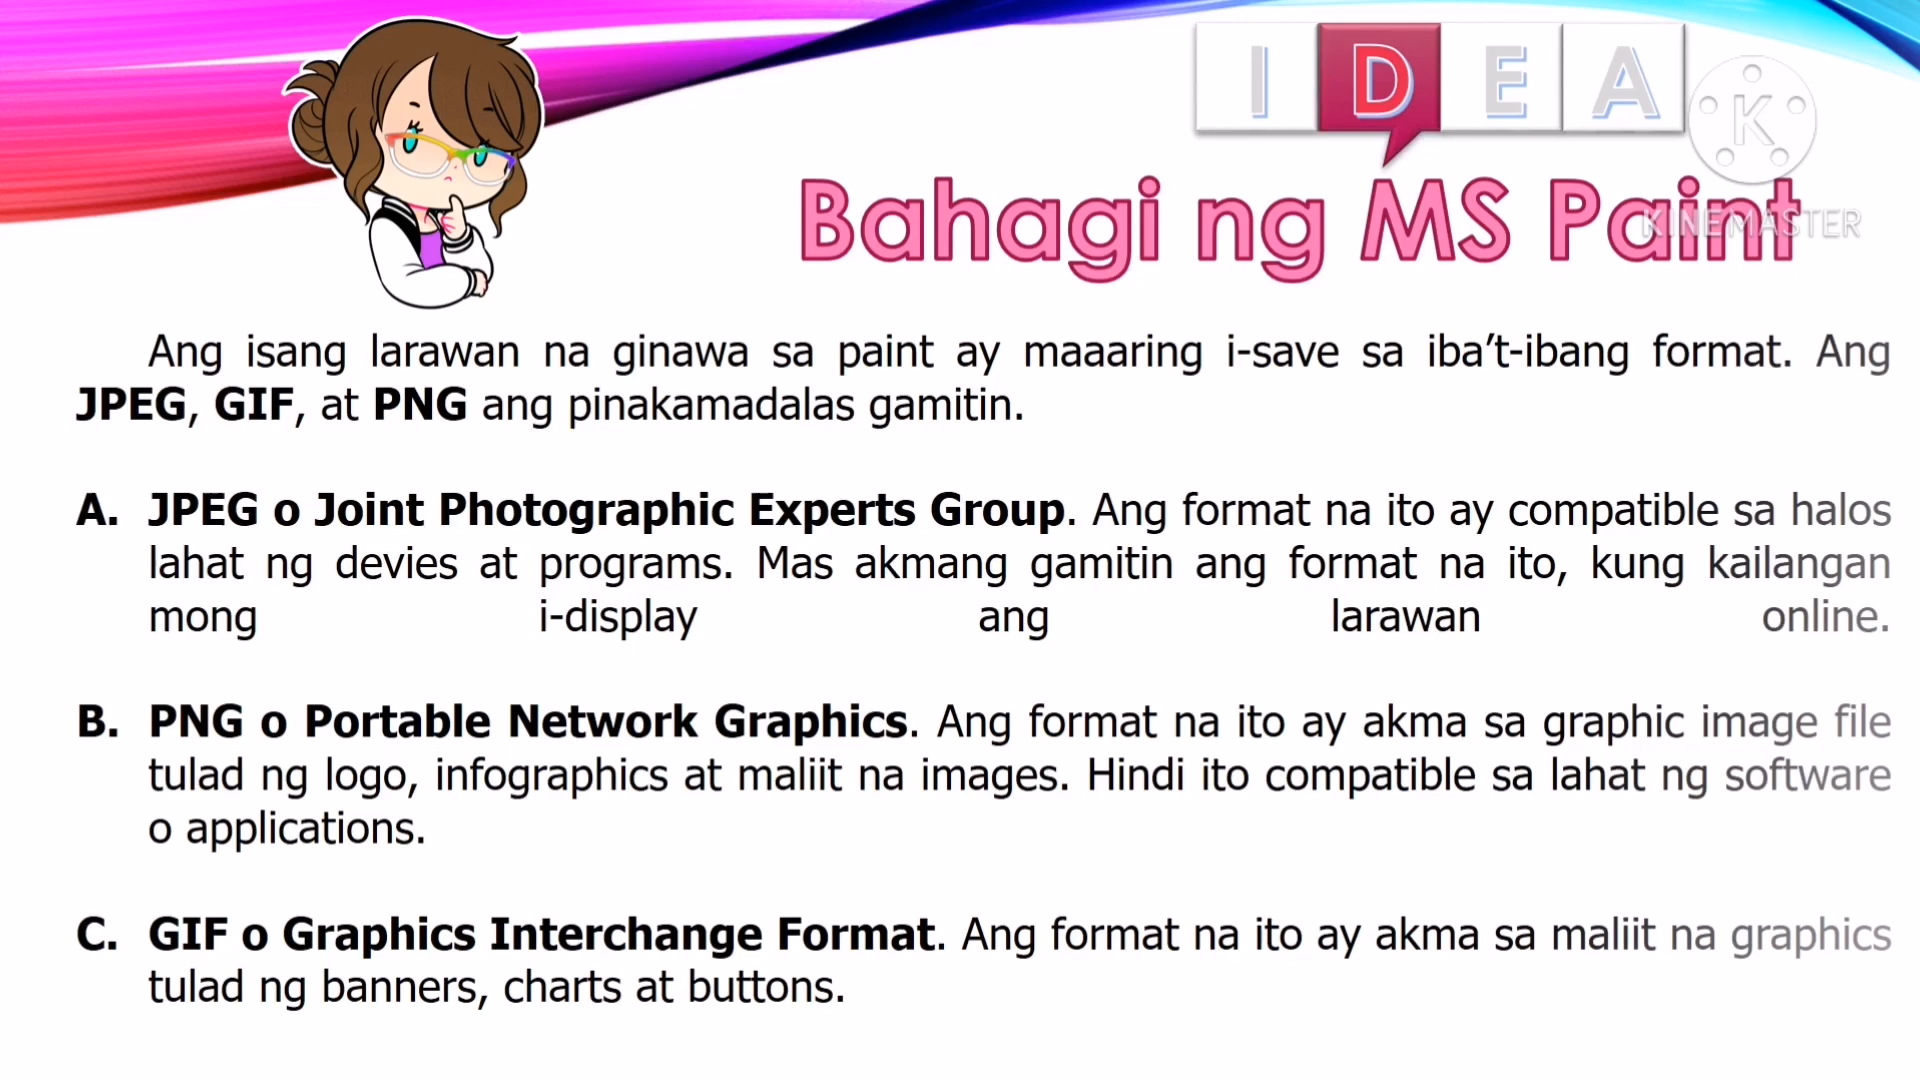 I D E A
K
Bahagi ng MS Paint
KINEMASTER
Ang isang larawan na ginawa sa paint ay maaaring i-save sa iba’t-ibang format. Ang
JPEG, GIF, at PNG ang pinakamadalas gamitin.
A. JPEG o Joint Photographic Experts Group. Ang format na ito ay compatible sa halos
lahat ng devies at programs. Mas akmang gamitin ang format na ito, kung kailangan
mong i-display ang larawan online.
B. PNG o Portable Network Graphics. Ang format na ito ay akma sa graphic image file
tulad ng logo, infographics at maliit na images. Hindi ito compatible sa lahat ng software
o applications.
C. GIF o Graphics Interchange Format. Ang format na ito ay akma sa maliit na graphics
tulad ng banners, charts at buttons.